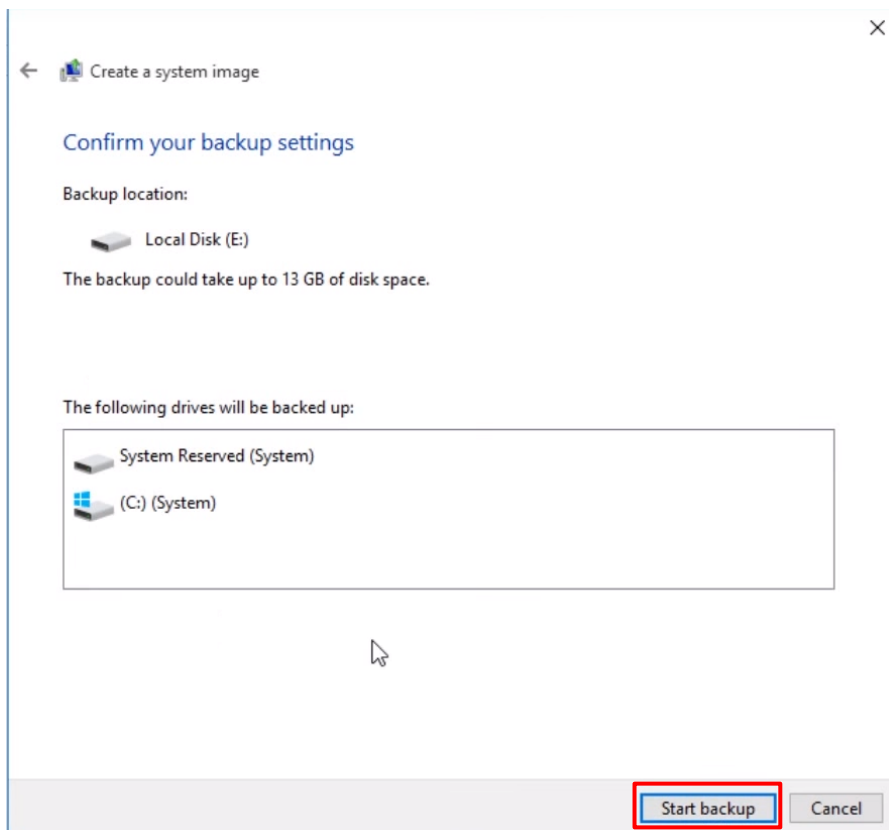 Create a system image
Confirm your backup settings
Backup location:
Local Disk (E:)
The backup could take up to 13 GB of disk space.
The following drives will be backed up:
System Reserved (System)
(C:) (System)
Start backup
Cancel